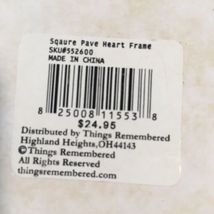 Sqaure Pave Heart Frame
SKU#552600
MADE IN CHINA
8 25008 11553 8
$24.95
Distributed by Things Remembered
Highland Heights, OH44143
©Things Remembered
All Rights Reserved
thingsremembered.com